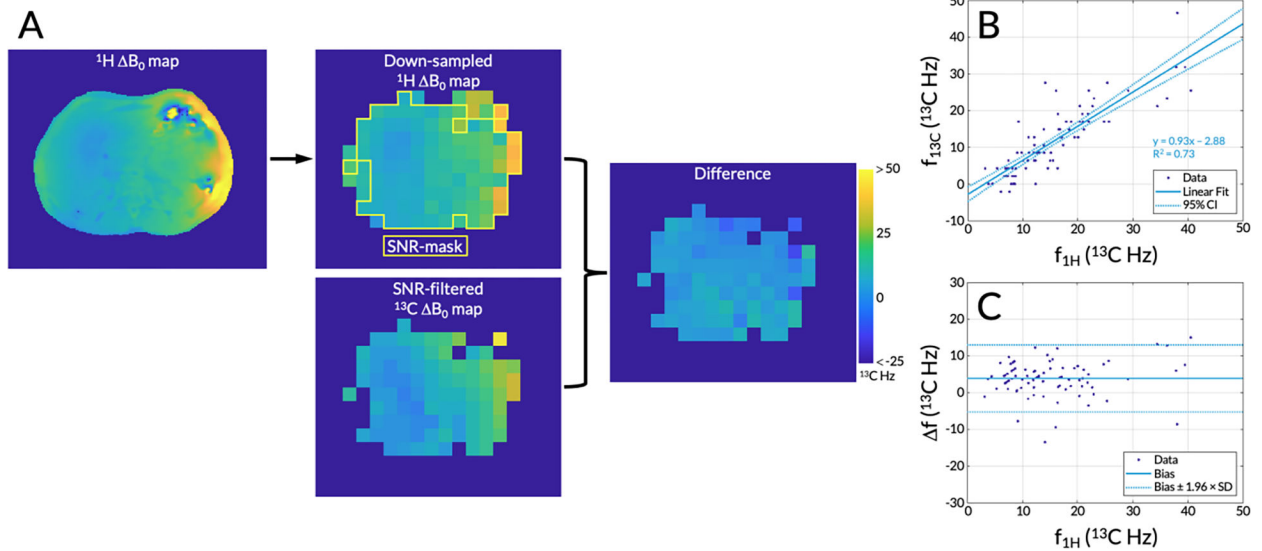 A
¹H ΔB₀ map
Down-sampled
¹H ΔB₀ map
SNR-mask
SNR-filtered
¹³C ΔB₀ map
Difference
> 50
25
0
< -25
¹³C Hz
B
50
40
30
20
10
0
-10
0
10
20
30
40
50
f₁₃C (¹³C Hz)
f₁H (¹³C Hz)
y = 0.93x – 2.88
R² = 0.73
Data
Linear Fit
95% CI
C
30
20
10
0
-10
-20
-30
0
10
20
30
40
50
Δf (¹³C Hz)
f₁H (¹³C Hz)
Data
Bias
Bias ± 1.96 × SD